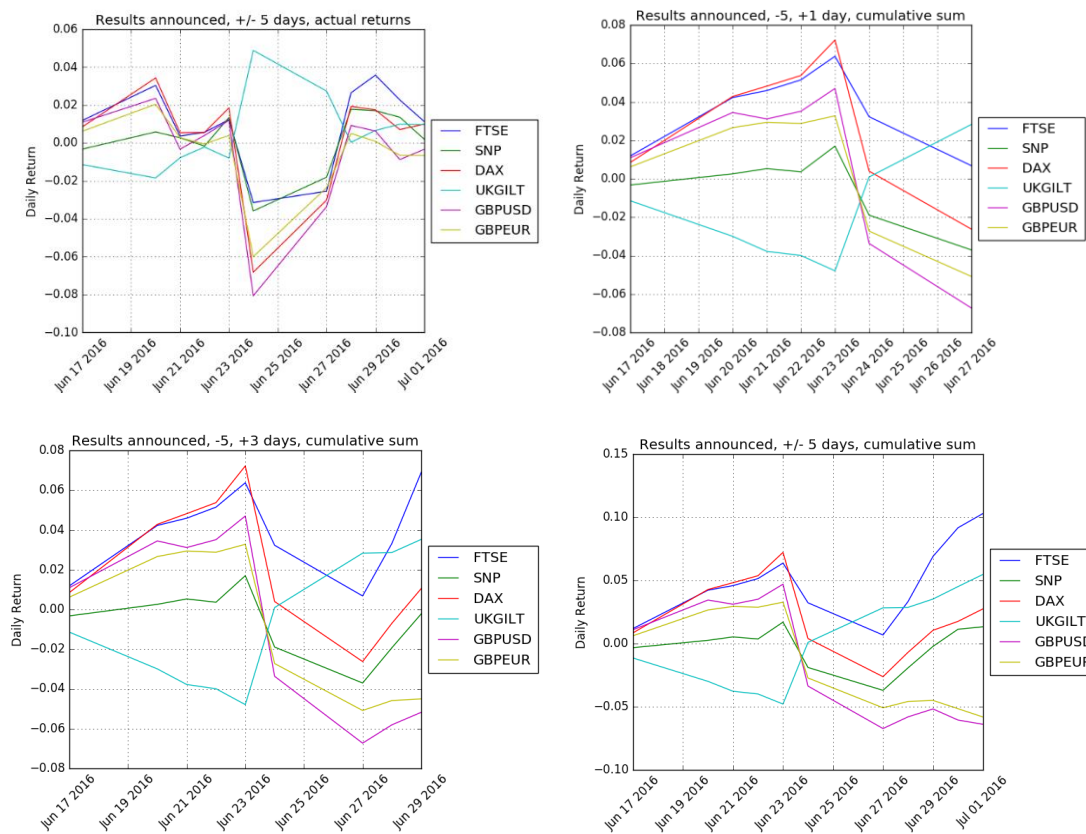 Results announced, +/- 5 days, actual returns
Daily Return
0.06
0.04
0.02
0.00
−0.02
−0.04
−0.06
−0.08
−0.10
Jun 17 2016
Jun 19 2016
Jun 21 2016
Jun 23 2016
Jun 25 2016
Jun 27 2016
Jun 29 2016
Jul 01 2016
FTSE
SNP
DAX
UKGILT
GBPUSD
GBPEUR
Results announced, -5, +1 day, cumulative sum
Daily Return
0.08
0.06
0.04
0.02
0.00
−0.02
−0.04
−0.06
−0.08
Jun 17 2016
Jun 18 2016
Jun 19 2016
Jun 20 2016
Jun 21 2016
Jun 22 2016
Jun 23 2016
Jun 24 2016
Jun 25 2016
Jun 26 2016
Jun 27 2016
FTSE
SNP
DAX
UKGILT
GBPUSD
GBPEUR
Results announced, -5, +3 days, cumulative sum
Daily Return
0.08
0.06
0.04
0.02
0.00
−0.02
−0.04
−0.06
−0.08
Jun 17 2016
Jun 19 2016
Jun 21 2016
Jun 23 2016
Jun 25 2016
Jun 27 2016
Jun 29 2016
FTSE
SNP
DAX
UKGILT
GBPUSD
GBPEUR
Results announced, +/- 5 days, cumulative sum
Daily Return
0.15
0.10
0.05
0.00
−0.05
−0.10
Jun 17 2016
Jun 19 2016
Jun 21 2016
Jun 23 2016
Jun 25 2016
Jun 27 2016
Jun 29 2016
Jul 01 2016
FTSE
SNP
DAX
UKGILT
GBPUSD
GBPEUR